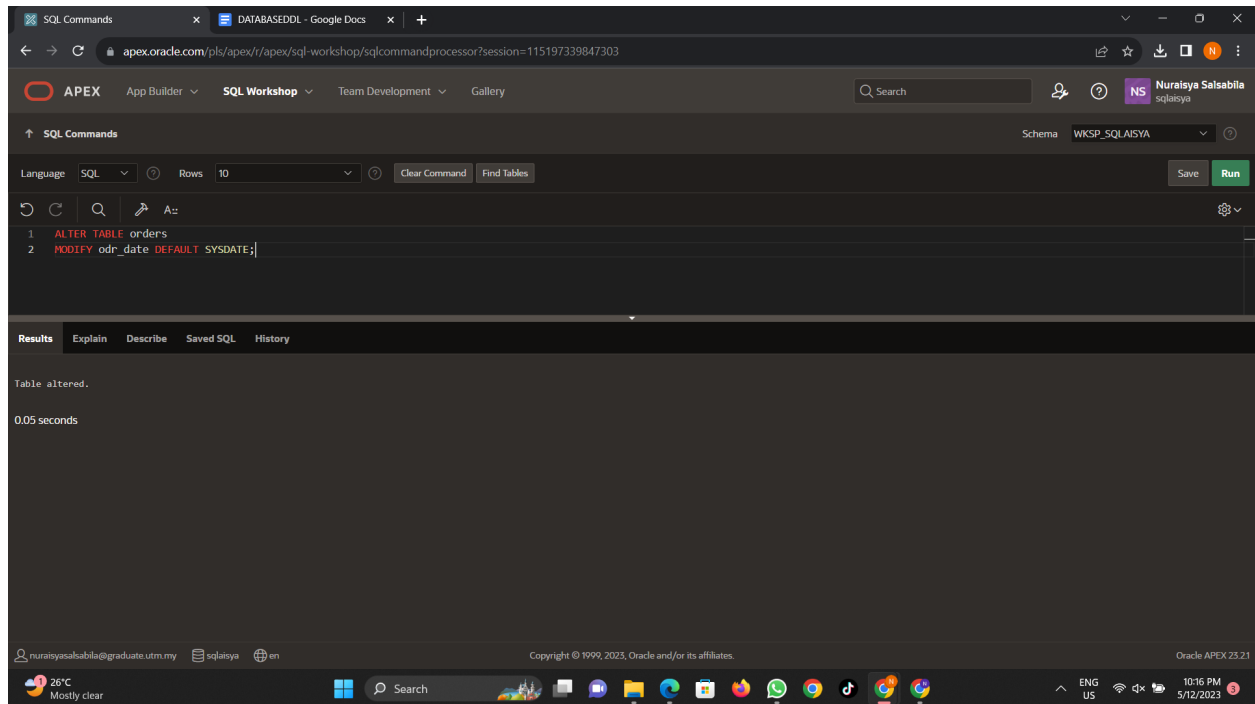 SQL Commands
DATABASEDDL - Google Docs
apex.oracle.com/pls/apex/r/apex/sql-workshop/sqlcommandprocessor?session=115197339847303
N
APEX App Builder SQL Workshop Team Development Gallery
Search
NS
Nuraisya Salsabila
sqlaisya
SQL Commands
Schema WKSP_SQLAISYA
Language SQL Rows 10 Clear Command Find Tables Save Run
1 ALTER TABLE orders
2 MODIFY odr_date DEFAULT SYSDATE;
Results Explain Describe Saved SQL History
Table altered.
0.05 seconds
nuraisyasalsabila@graduate.utm.my sqlaisya en Copyright © 1999, 2023, Oracle and/or its affiliates. Oracle APEX 23.2.1
1
26°C
Mostly clear
Search
ENG
US
10:16 PM
5/12/2023
3